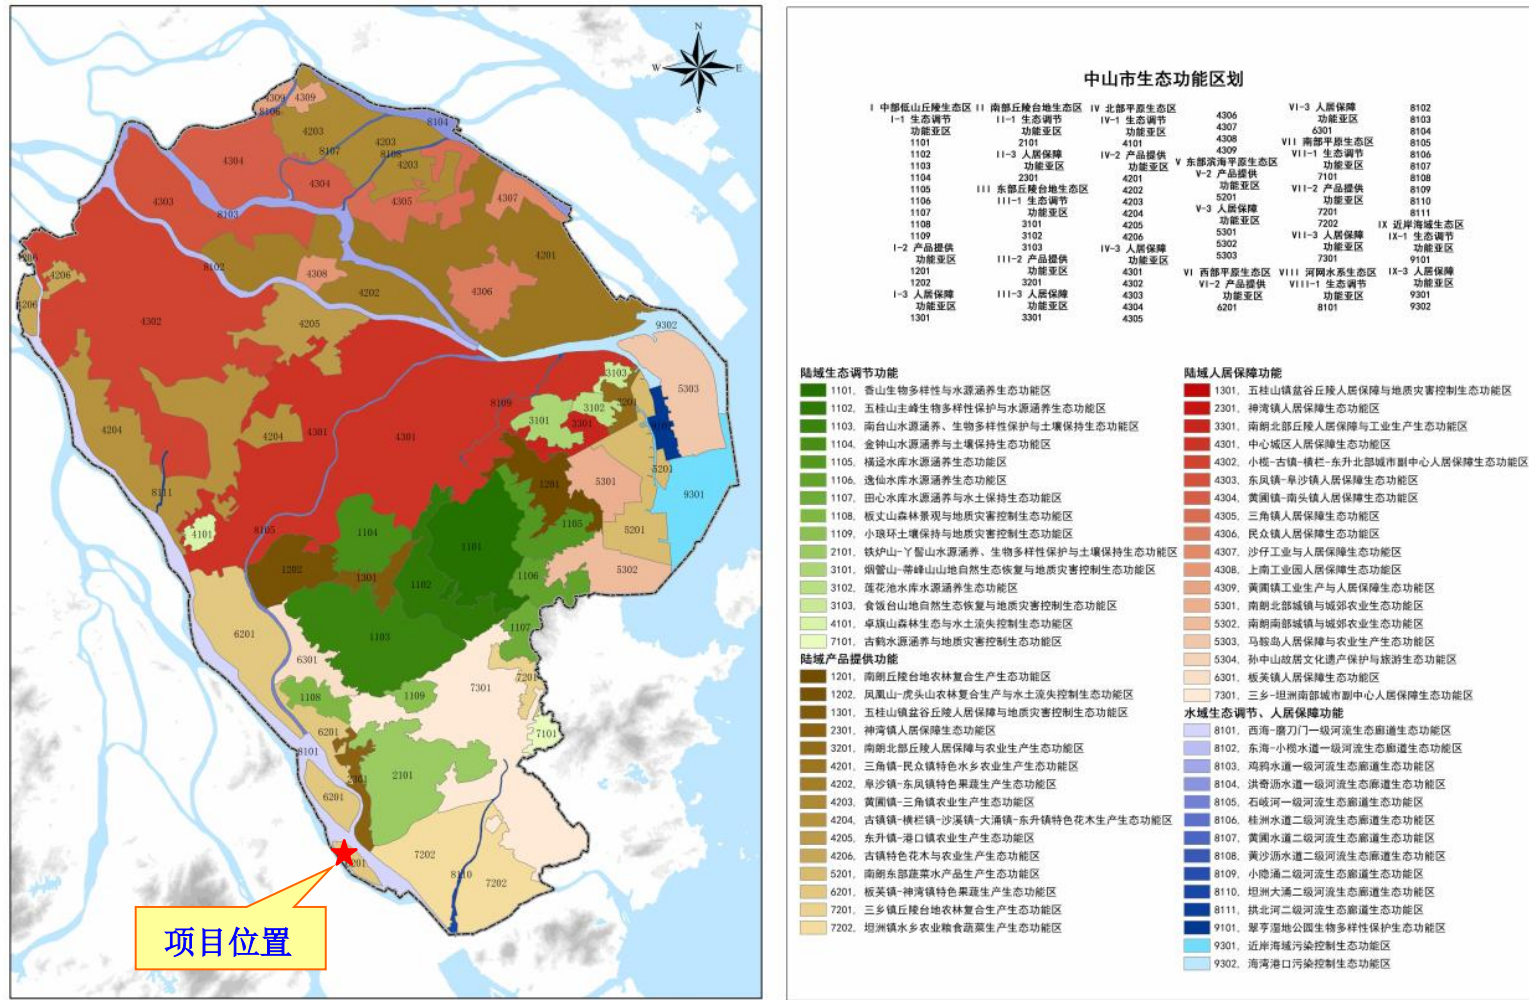 N
W
E
S
4309
4309
8106
8104
4203
4203
8107
8108
4203
4304
4304
4303
4305
4307
8103
4201
8102
4308
4306
4206
4206
4202
4302
4205
9302
3103
5303
8109
3201
3102
3101
3301
4204
4204
4301
4301
5201
1201
5301
9301
8111
8105
4101
1104
1105
5201
1101
1202
1301
1102
1106
5302
1103
1107
6201
6301
1108
1109
7301
7201
7101
6201
8101
2101
6201
7202
8110
7202
项目位置
中山市生态功能区划
I 中部低山丘陵生态区
I-1 生态调节
功能亚区
1101
1102
1103
1104
1105
1106
1107
1108
1109
I-2 产品提供
功能亚区
1201
1202
I-3 人居保障
功能亚区
1301
II 南部丘陵台地生态区
II-1 生态调节
功能亚区
2101
II-3 人居保障
功能亚区
2301
III 东部丘陵台地生态区
III-1 生态调节
功能亚区
3101
3102
3103
III-2 产品提供
功能亚区
3201
III-3 人居保障
功能亚区
3301
IV 北部平原生态区
IV-1 生态调节
功能亚区
4101
IV-2 产品提供
功能亚区
4201
4202
4203
4204
4205
4206
IV-3 人居保障
功能亚区
4301
4302
4303
4304
4305
4306
4307
4308
4309
V 东部滨海平原生态区
V-2 产品提供
功能亚区
5201
V-3 人居保障
功能亚区
5301
5302
5303
VI 西部平原生态区
VI-2 产品提供
功能亚区
6201
VI-3 人居保障
功能亚区
6301
VII 南部平原生态区
VII-1 生态调节
功能亚区
7101
VII-2 产品提供
功能亚区
7201
7202
VII-3 人居保障
功能亚区
7301
VIII 河网水系生态区
VIII-1 生态调节
功能亚区
8101
8102
8103
8104
8105
8106
8107
8108
8109
8110
8111
IX 近岸海域生态区
IX-1 生态调节
功能亚区
9101
IX-3 人居保障
功能亚区
9301
9302
陆域生态调节功能
1101, 香山生物多样性与水源涵养生态功能区
1102, 五桂山主峰生物多样性保护与水源涵养生态功能区
1103, 南台山水源涵养、生物多样性保护与土壤保持生态功能区
1104, 金钟山水源涵养与土壤保持生态功能区
1105, 横迳水库水源涵养生态功能区
1106, 逸仙水库水源涵养生态功能区
1107, 田心水库水源涵养与水土保持生态功能区
1108, 板丈山森林景观与地质灾害控制生态功能区
1109, 小琅环土壤保持与地质灾害控制生态功能区
2101, 铁炉山-丫髻山水源涵养、生物多样性保护与土壤保持生态功能区
3101, 烟管山-蒂峰山山地自然生态恢复与地质灾害控制生态功能区
3102, 莲花池水库水源涵养生态功能区
3103, 食饭台山地自然生态恢复与地质灾害控制生态功能区
4101, 卓旗山森林生态与水土流失控制生态功能区
7101, 古鹤水源涵养与地质灾害控制生态功能区
陆域产品提供功能
1201, 南朗丘陵台地农林复合生产生态功能区
1202, 凤凰山-虎头山农林复合生产与水土流失控制生态功能区
1301, 五桂山镇盆谷丘陵人居保障与地质灾害控制生态功能区
2301, 神湾镇人居保障生态功能区
3201, 南朗北部丘陵人居保障与农业生产生态功能区
4201, 三角镇-民众镇特色水乡农业生产生态功能区
4202, 阜沙镇-东凤镇特色果蔬生产生态功能区
4203, 黄圃镇-三角镇农业生产生态功能区
4204, 古镇镇-横栏镇-沙溪镇-大涌镇-东升镇特色花木生产生态功能区
4205, 东升镇-港口镇农业生产生态功能区
4206, 古镇特色花木与农业生产生态功能区
5201, 南朗东部蔬菜水产品生产生态功能区
6201, 板芙镇-神湾镇特色果蔬生产生态功能区
7201, 三乡镇丘陵台地农林复合生产生态功能区
7202, 坦洲镇水乡农业粮食蔬菜生产生态功能区
陆域人居保障功能
1301, 五桂山镇盆谷丘陵人居保障与地质灾害控制生态功能区
2301, 神湾镇人居保障生态功能区
3301, 南朗北部丘陵人居保障与工业生产生态功能区
4301, 中心城区人居保障生态功能区
4302, 小榄-古镇-横栏-东升北部城市副中心人居保障生态功能区
4303, 东凤镇-阜沙镇人居保障生态功能区
4304, 黄圃镇-南头镇人居保障生态功能区
4305, 三角镇人居保障生态功能区
4306, 民众镇人居保障生态功能区
4307, 沙仔工业与人居保障生态功能区
4308, 上南工业园人居保障生态功能区
4309, 黄圃镇工业生产与人居保障生态功能区
5301, 南朗北部城镇与城郊农业生态功能区
5302, 南朗南部城镇与城郊农业生态功能区
5303, 马鞍岛人居保障与农业生产生态功能区
5304, 孙中山故居文化遗产保护与旅游生态功能区
6301, 板芙镇人居保障生态功能区
7301, 三乡-坦洲南部城市副中心人居保障生态功能区
水域生态调节、人居保障功能
8101, 西海-磨刀门一级河流生态廊道生态功能区
8102, 东海-小榄水道一级河流生态廊道生态功能区
8103, 鸡鸦水道一级河流生态廊道生态功能区
8104, 洪奇沥水道一级河流生态廊道生态功能区
8105, 石岐河一级河流生态廊道生态功能区
8106, 桂洲水道二级河流生态廊道生态功能区
8107, 黄圃水道二级河流生态廊道生态功能区
8108, 黄沙沥水道二级河流生态廊道生态功能区
8109, 小隐涌二级河流生态廊道生态功能区
8110, 坦洲大涌二级河流生态廊道生态功能区
8111, 拱北河二级河流生态廊道生态功能区
9101, 翠亨湿地公园生物多样性保护生态功能区
9301, 近岸海域污染控制生态功能区
9302, 海湾港口污染控制生态功能区